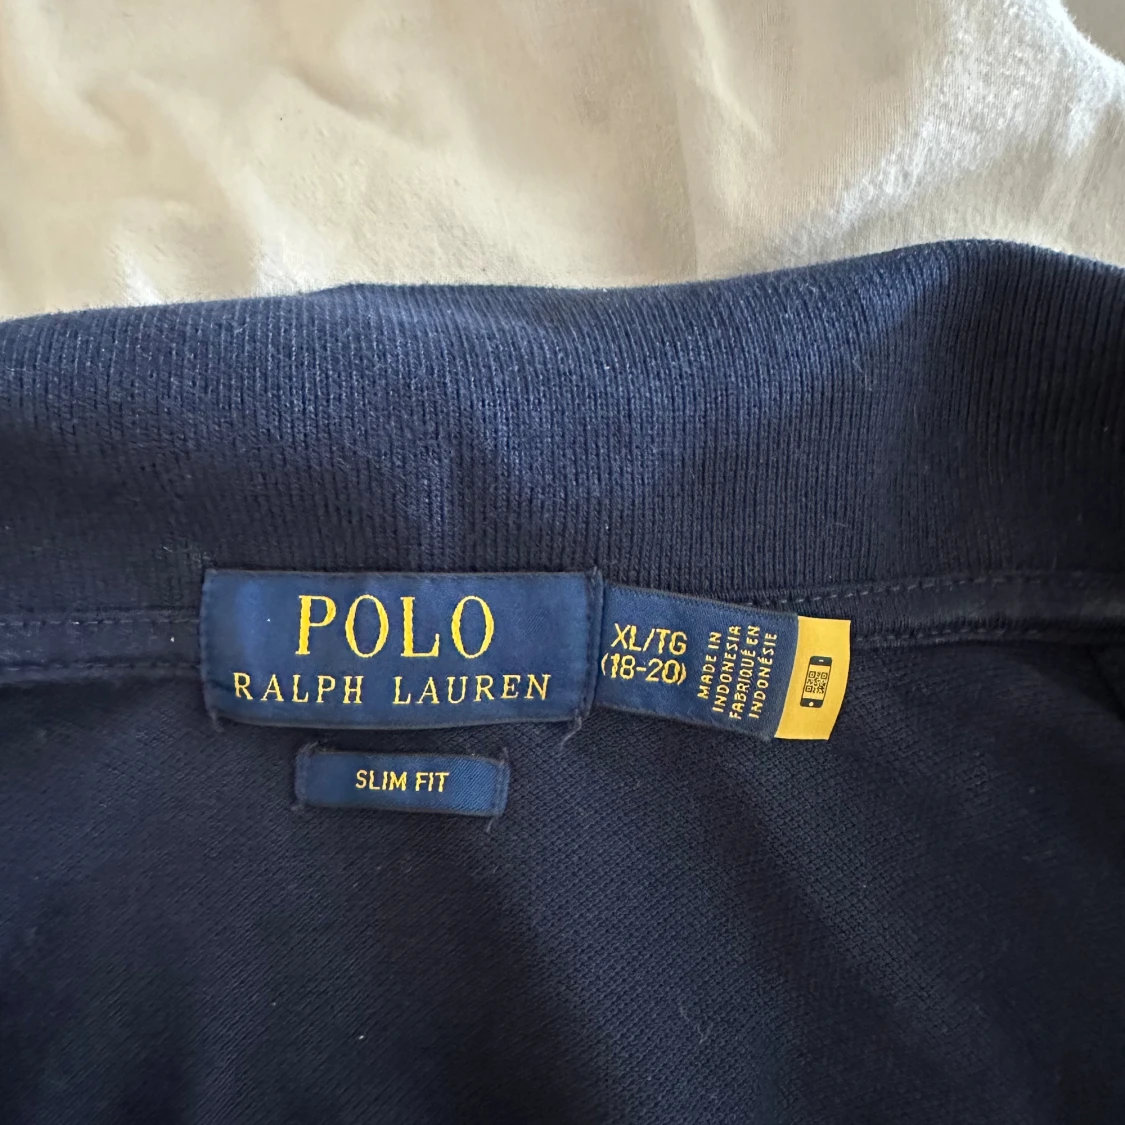 POLO
RALPH LAUREN
XL/TG
(18-20)
MADE IN
INDONESIA
FABRIQUÉ EN
INDONÉSIE
SLIM FIT